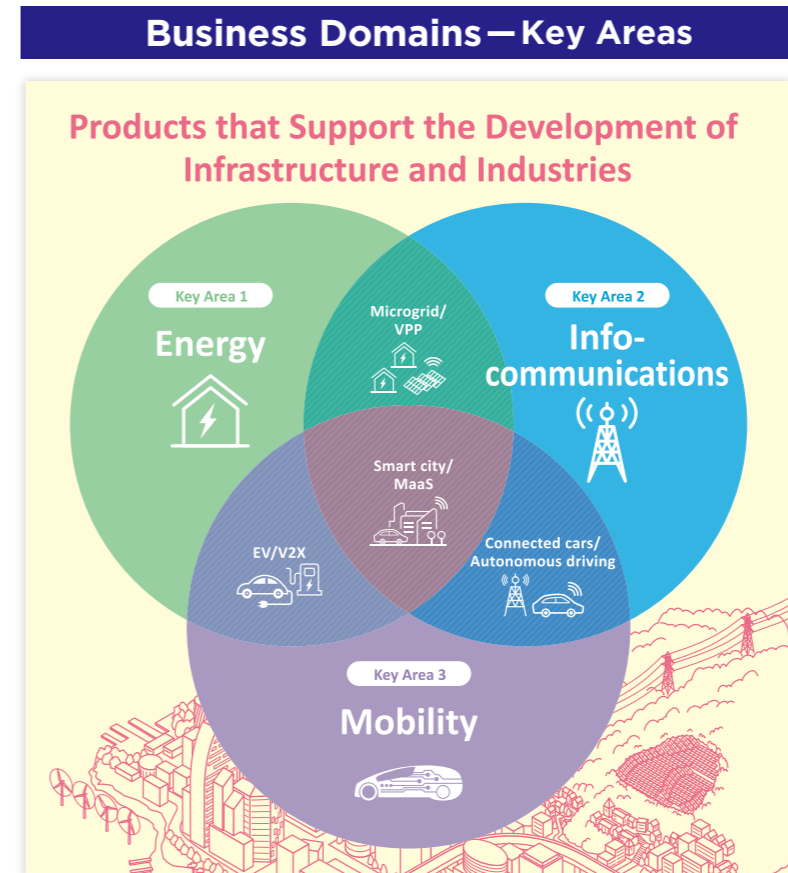 Business Domains—Key Areas
Products that Support the Development of
Infrastructure and Industries
Key Area 1
Energy
Key Area 2
Info-
communications
Microgrid/
VPP
Smart city/
MaaS
EV/V2X
Connected cars/
Autonomous driving
Key Area 3
Mobility